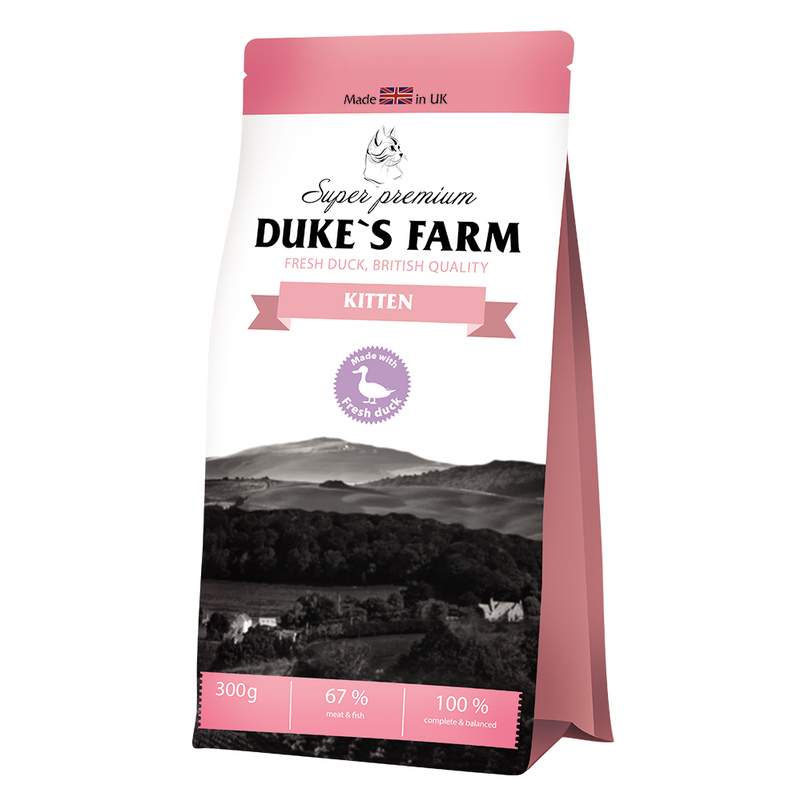 Made in UK
Super premium
DUKE`S FARM
FRESH DUCK, BRITISH QUALITY
KITTEN
Made with
Fresh duck
300g
67 %
meat & fish
100 %
complete & balanced